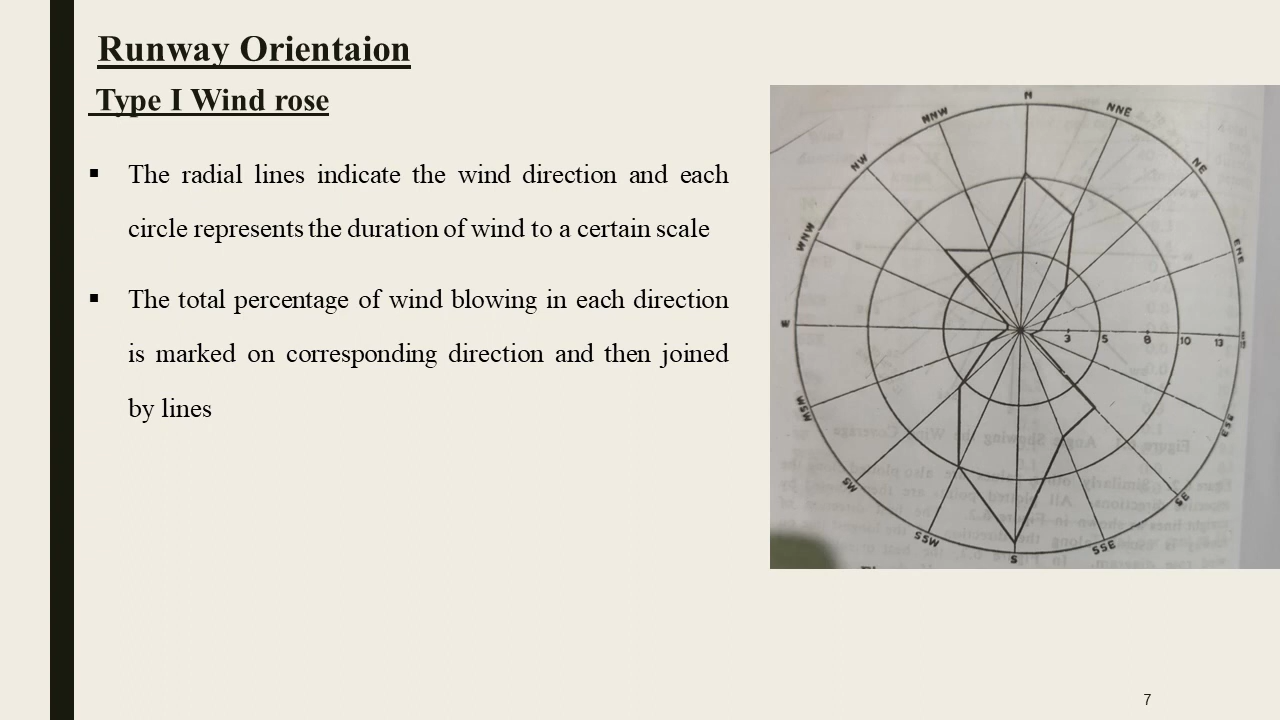 Runway Orientaion
Type I Wind rose
▪ The radial lines indicate the wind direction and each
circle represents the duration of wind to a certain scale
▪ The total percentage of wind blowing in each direction
is marked on corresponding direction and then joined
by lines
N
NNW
NNE
NW
NE
WNW
ENE
W
3 5 8 10 13
E
WSW
ESE
SW
SE
SSW
SSE
S
7